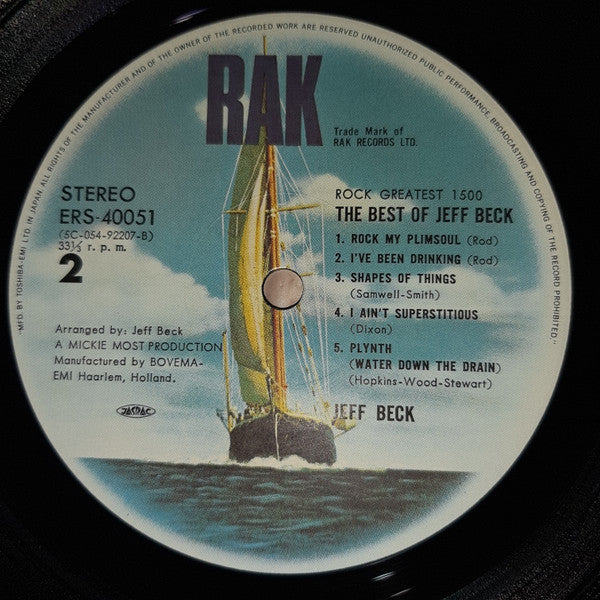 "MFD. BY TOSHIBA-EMI LTD. IN JAPAN. ALL RIGHTS OF THE MANUFACTURER AND OF THE OWNER OF THE RECORDED WORK ARE RESERVED UNAUTHORIZED PUBLIC PERFORMANCE, BROADCASTING AND COPYING OF THE RECORD PROHIBITED."
RAK
Trade Mark of
RAK RECORDS LTD.
STEREO
ERS-40051
(5C-054-92207-B)
33⅓ r. p. m.
2
ROCK GREATEST 1500
THE BEST OF JEFF BECK
1. ROCK MY PLIMSOUL (Rod)
2. I'VE BEEN DRINKING (Rod)
3. SHAPES OF THINGS
(Samwell-Smith)
4. I AIN'T SUPERSTITIOUS
(Dixon)
5. PLYNTH
(WATER DOWN THE DRAIN)
(Hopkins-Wood-Stewart)
Arranged by: Jeff Beck
A MICKIE MOST PRODUCTION
Manufactured by BOVEMA-
EMI Haarlem, Holland.
JASRAC
JEFF BECK